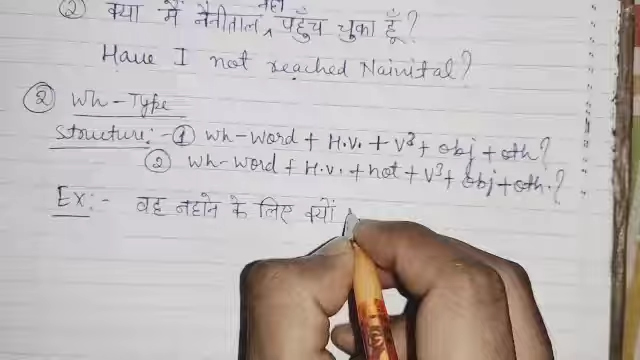 ② क्या मैं नैनीताल नहीं पहुँच चुका हूँ?
Have I not reached Nainital?
② Wh-Type
Structure:- ① Wh-word + H.V. + V³ + Obj + oth?
② Wh-word + H.V. + not + V³ + Obj + oth.?
Ex:- वह नहाने के लिए क्यों